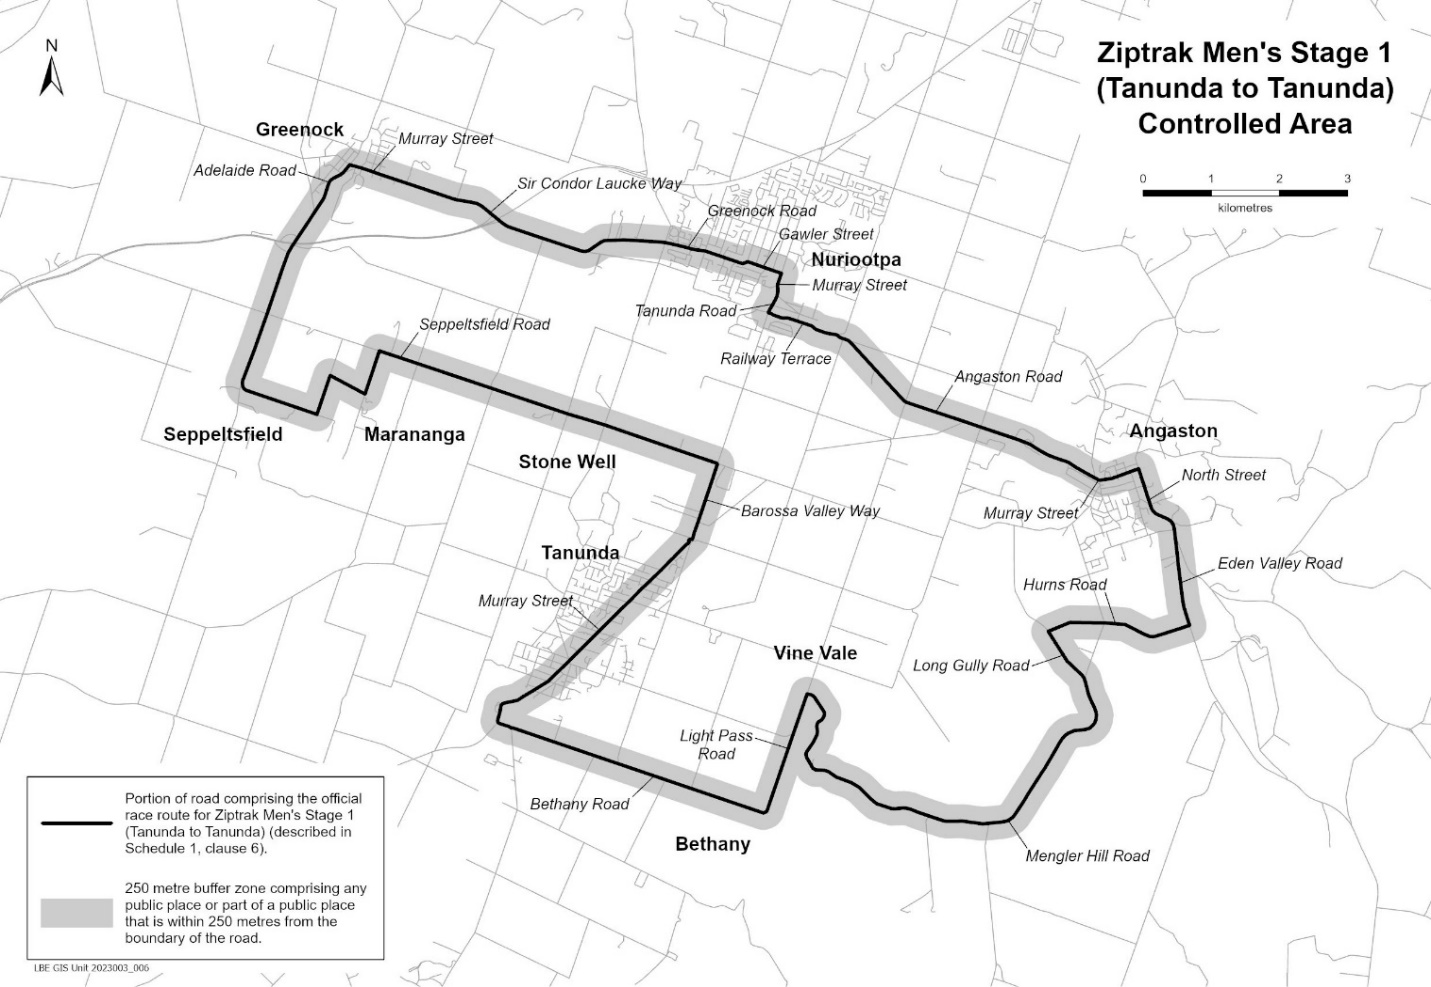 N
Ziptrak Men's Stage 1
(Tanunda to Tanunda)
Controlled Area
0 1 2 3
kilometres
Greenock
Murray Street
Adelaide Road
Sir Condor Laucke Way
Greenock Road
Gawler Street
Nuriootpa
Murray Street
Tanunda Road
Seppeltsfield Road
Railway Terrace
Angaston Road
Seppeltsfield
Marananga
Angaston
Stone Well
North Street
Barossa Valley Way
Murray Street
Tanunda
Eden Valley Road
Hurns Road
Murray Street
Vine Vale
Long Gully Road
Light Pass
Road
Bethany Road
Bethany
Mengler Hill Road
Portion of road comprising the official
race route for Ziptrak Men's Stage 1
(Tanunda to Tanunda) (described in
Schedule 1, clause 6).
250 metre buffer zone comprising any
public place or part of a public place
that is within 250 metres from the
boundary of the road.
LBE GIS Unit 2023003_006